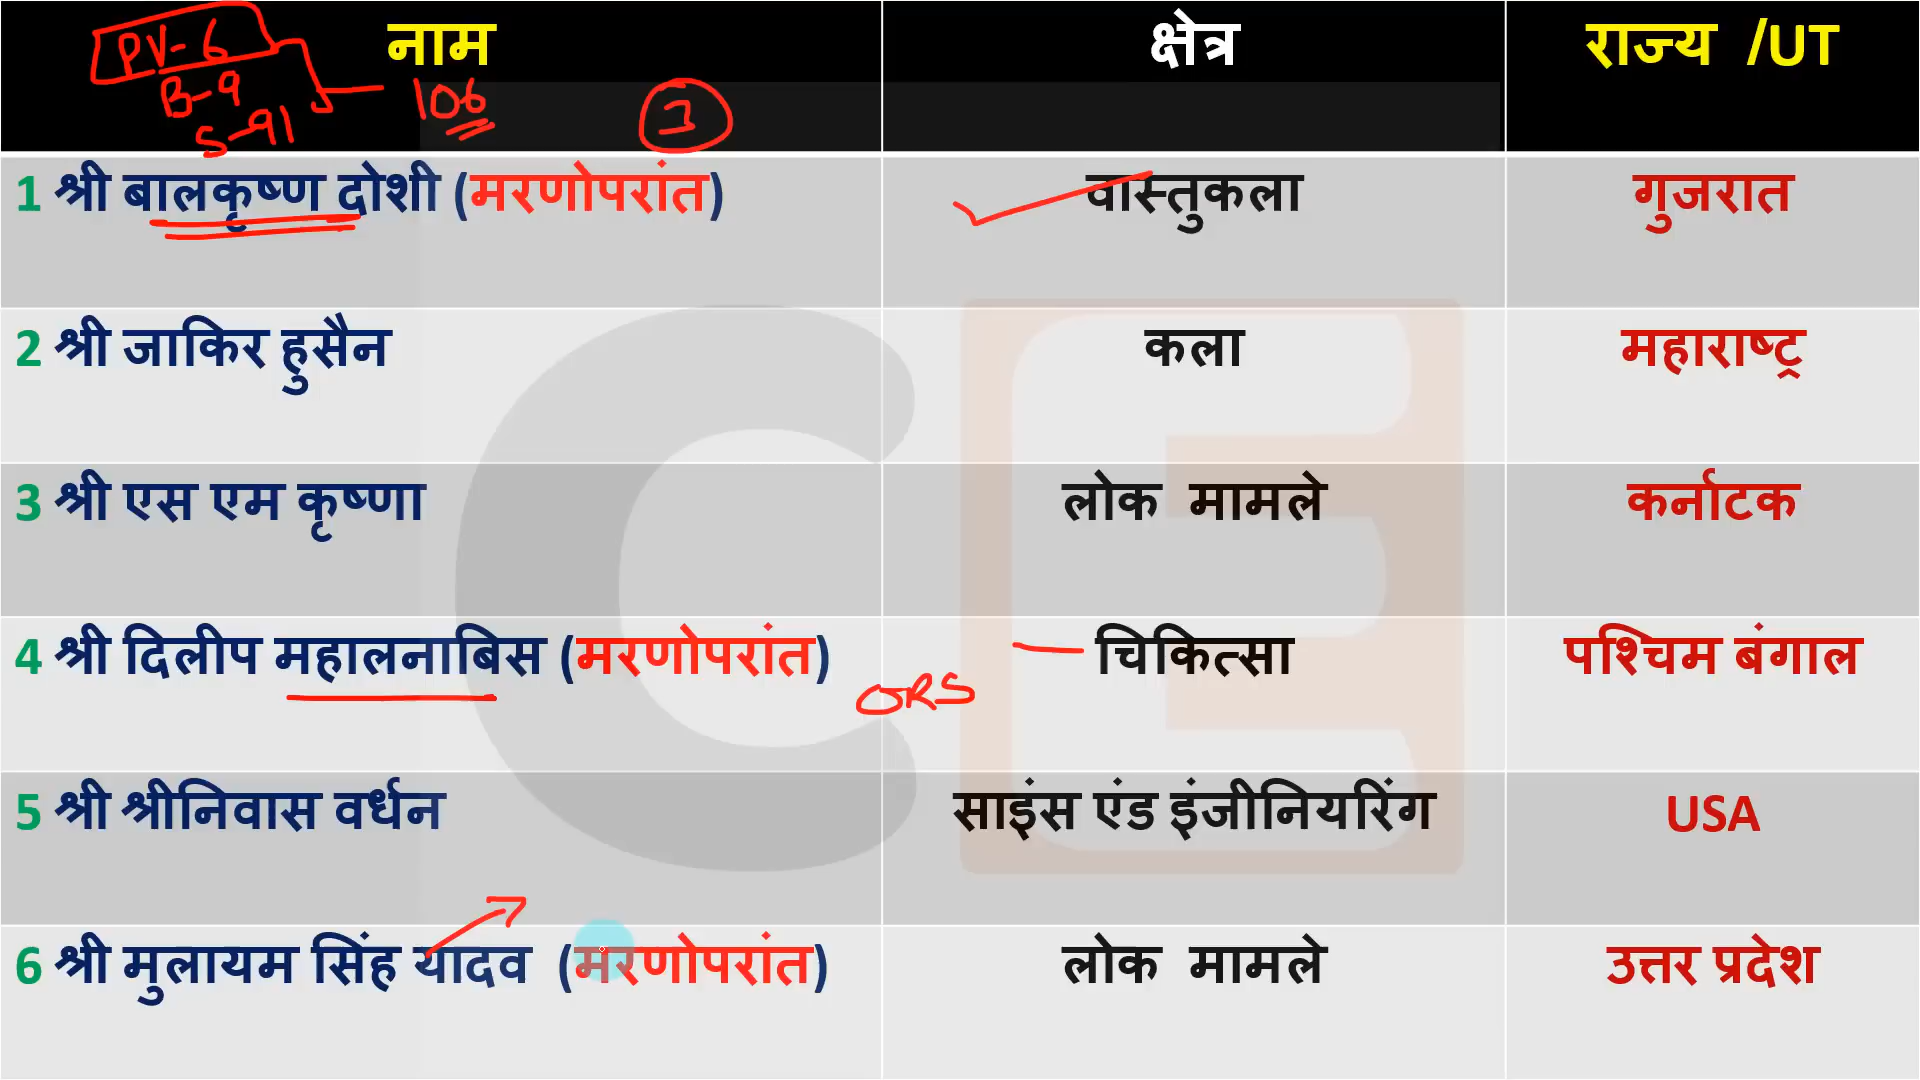 नाम क्षेत्र राज्य /UT
PV-6
B-9
S-91
106
1 श्री बालकृष्ण दोशी (मरणोपरांत) वास्तुकला गुजरात
2 श्री जाकिर हुसैन कला महाराष्ट्र
3 श्री एस एम कृष्णा लोक मामले कर्नाटक
4 श्री दिलीप महालनाबिस (मरणोपरांत) चिकित्सा पश्चिम बंगाल
ORS
5 श्री श्रीनिवास वर्धन साइंस एंड इंजीनियरिंग USA
6 श्री मुलायम सिंह यादव (मरणोपरांत) लोक मामले उत्तर प्रदेश
CE